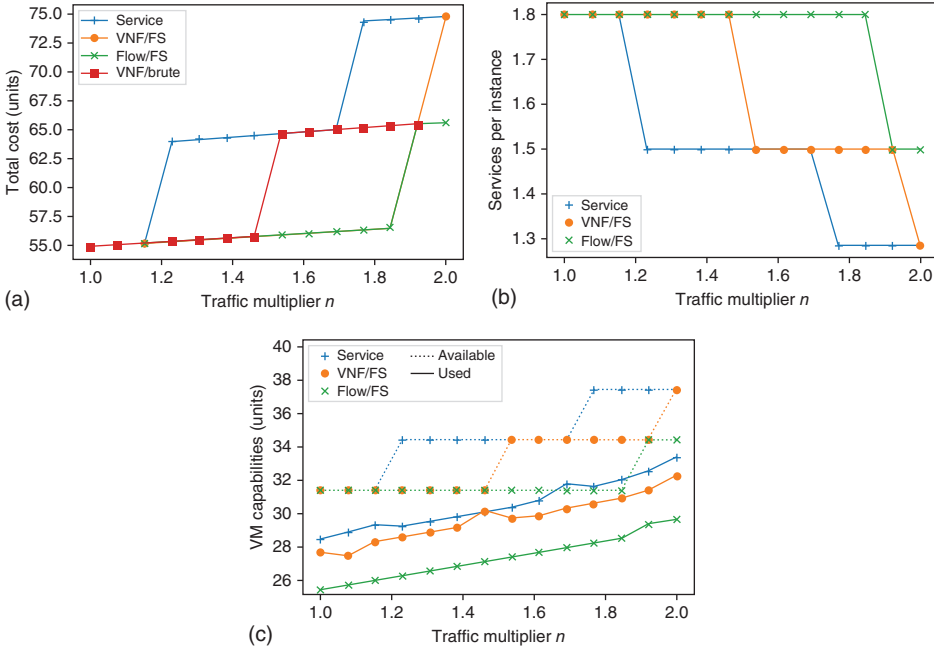 75.0
72.5
70.0
67.5
65.0
62.5
60.0
57.5
55.0
Total cost (units)
Service
VNF/FS
Flow/FS
VNF/brute
1.0 1.2 1.4 1.6 1.8 2.0
Traffic multiplier n
(a)
1.8
1.7
1.6
1.5
1.4
1.3
Services per instance
Service
VNF/FS
Flow/FS
1.0 1.2 1.4 1.6 1.8 2.0
Traffic multiplier n
(b)
40
38
36
34
32
30
28
26
VM capabilities (units)
Service
VNF/FS
Flow/FS
Available
Used
1.0 1.2 1.4 1.6 1.8 2.0
Traffic multiplier n
(c)